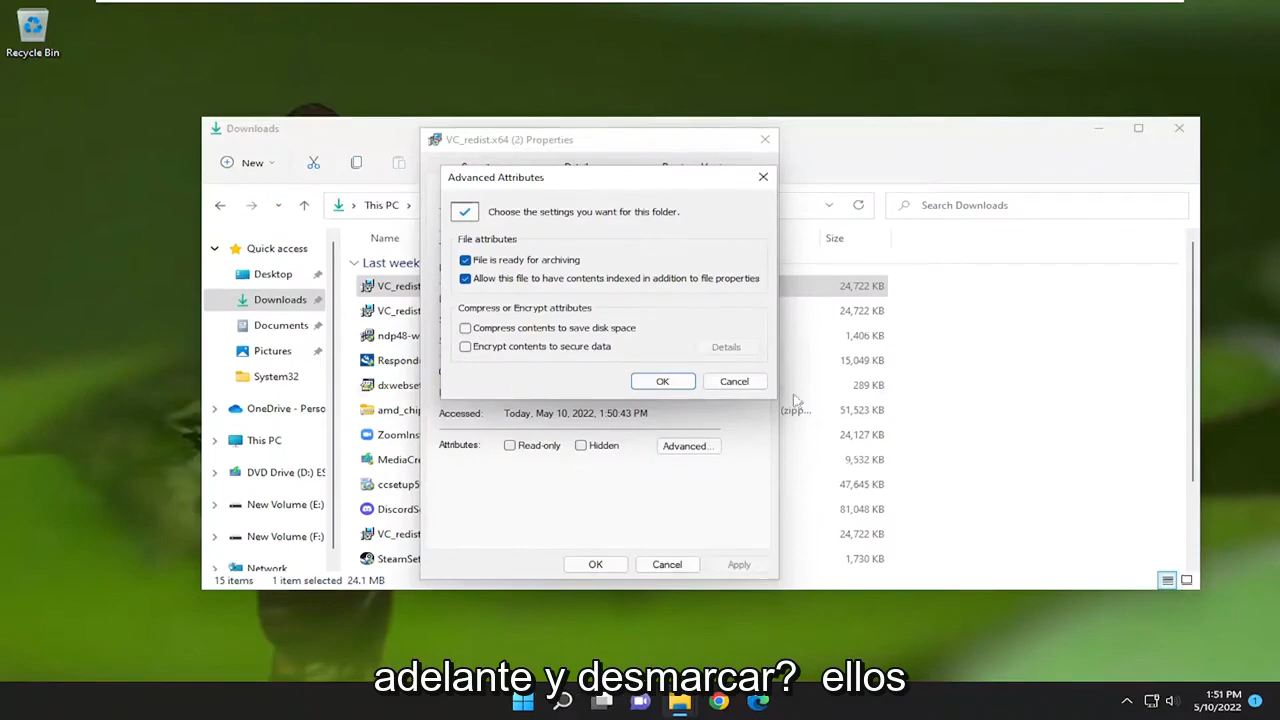 Recycle Bin
Downloads
VC_redist.x64 (2) Properties
New
Advanced Attributes
This PC
Search Downloads
Choose the settings you want for this folder.
Name
Size
File attributes
Quick access
Last week
File is ready for archiving
Desktop
Allow this file to have contents indexed in addition to file properties
VC_redist
24,722 KB
Downloads
Compress or Encrypt attributes
VC_redist
24,722 KB
Documents
Compress contents to save disk space
ndp48-w
1,406 KB
Pictures
Encrypt contents to secure data
Details
Respond
15,049 KB
System32
OK
Cancel
dxwebset
289 KB
OneDrive - Perso
amd_chip
Accessed:
Today, May 10, 2022, 1:50:43 PM
(zipp...
51,523 KB
This PC
ZoomIns
Attributes:
Read-only
Hidden
Advanced...
24,127 KB
MediaCre
9,532 KB
DVD Drive (D:) ES
ccsetup5
47,645 KB
New Volume (E:)
DiscordS
81,048 KB
New Volume (F:)
VC_redist
24,722 KB
Network
SteamSet
OK
Cancel
Apply
1,730 KB
15 items
1 item selected
24.1 MB
adelante y desmarcar? ellos
1:51 PM
5/10/2022
1